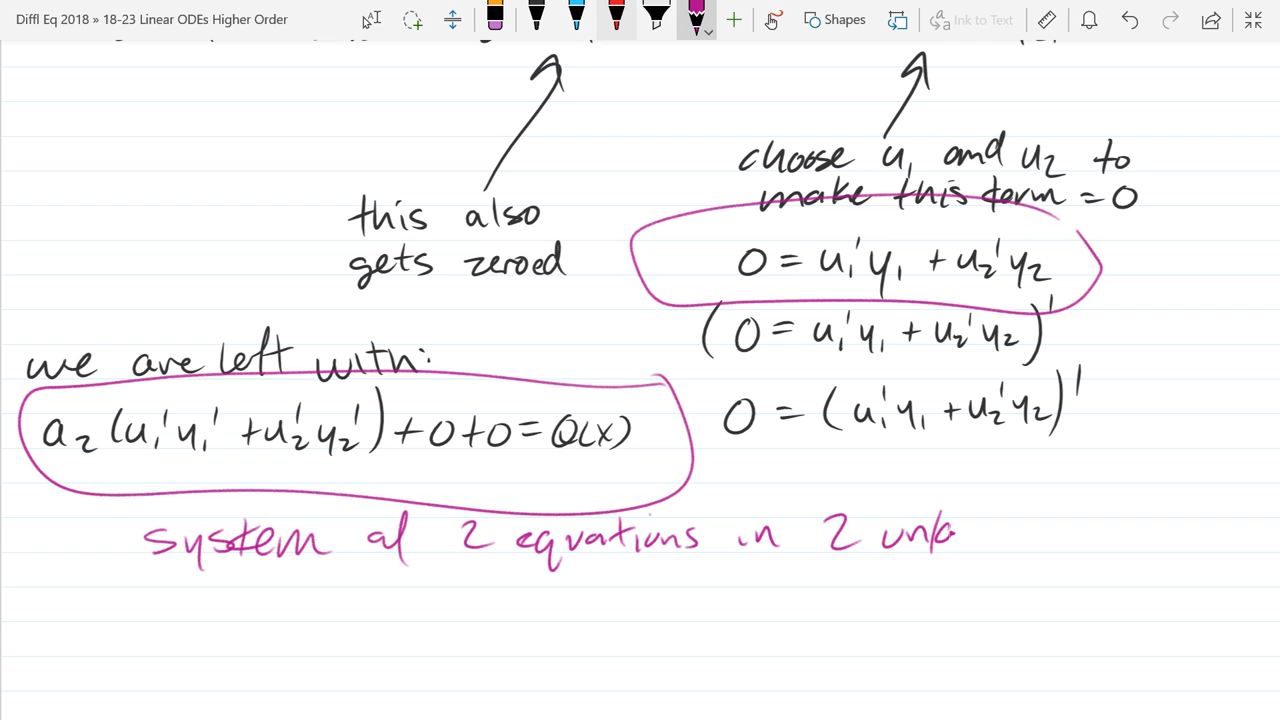 Diffl Eq 2018 » 18-23 Linear ODEs Higher Order
Shapes
Ink to Text
choose u₁ and u₂ to
make this term = 0
this also
gets zeroed
0 = u₁'y₁ + u₂'y₂
(0 = u₁'y₁ + u₂'y₂)'
we are left with:
a₂(u₁'y₁' + u₂'y₂') + 0 + 0 = Q(x)
0 = (u₁'y₁ + u₂'y₂)'
system of 2 equations in 2 unk